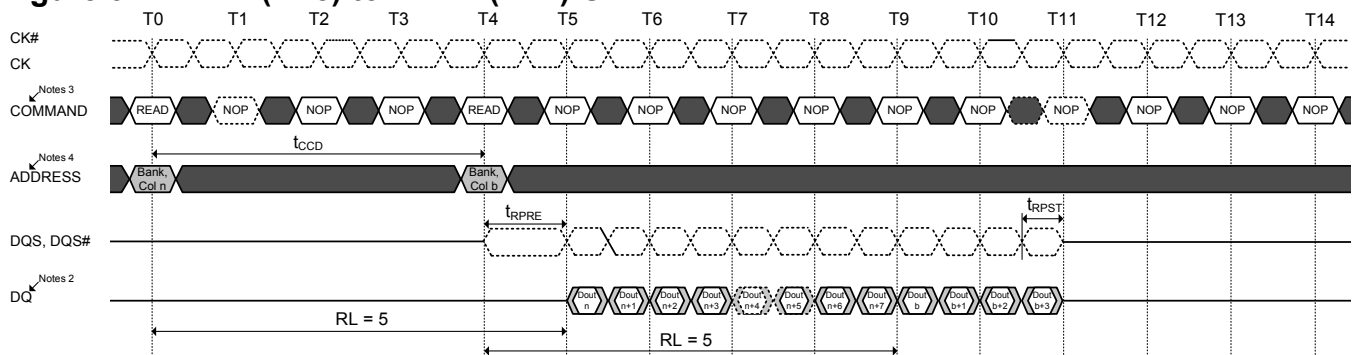 T0 T1 T2 T3 T4 T5 T6 T7 T8 T9 T10 T11 T12 T13 T14
CK#
CK
Notes 3
COMMAND READ NOP NOP NOP READ NOP NOP NOP NOP NOP NOP NOP NOP NOP NOP
tCCD
Notes 4
ADDRESS
Bank, Col n
Bank, Col b
tRPRE
tRPST
DQS, DQS#
Notes 2
DQ
Dout n
Dout n+1
Dout n+2
Dout n+3
Dout n+4
Dout n+5
Dout n+6
Dout n+7
Dout b
Dout b+1
Dout b+2
Dout b+3
RL = 5
RL = 5